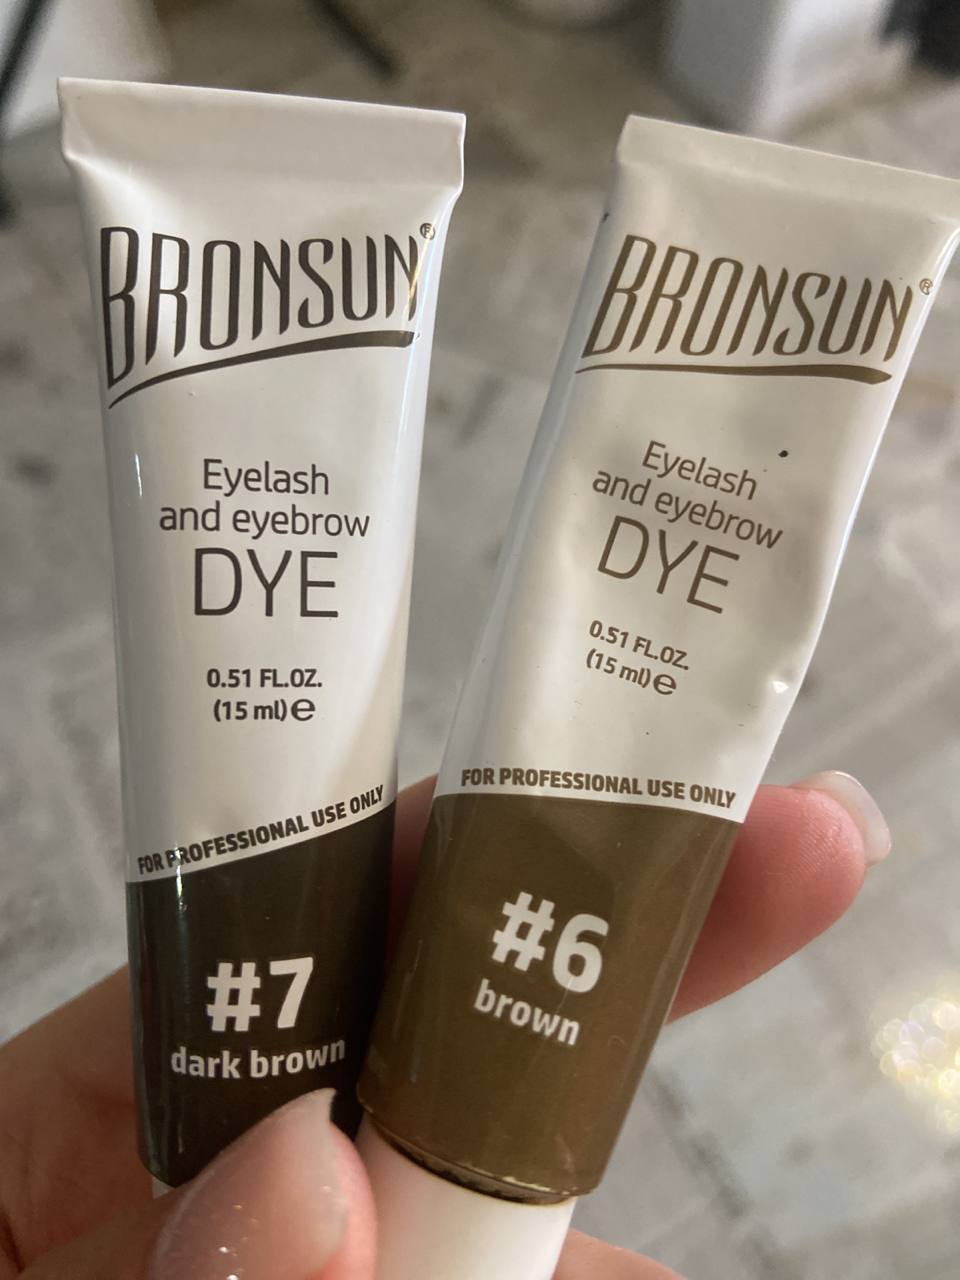 BRONSUN®
Eyelash
and eyebrow
DYE
0.51 FL.OZ.
(15 ml) ℮
FOR PROFESSIONAL USE ONLY
#7
dark brown
BRONSUN®
Eyelash
and eyebrow
DYE
0.51 FL.OZ.
(15 ml) ℮
FOR PROFESSIONAL USE ONLY
#6
brown